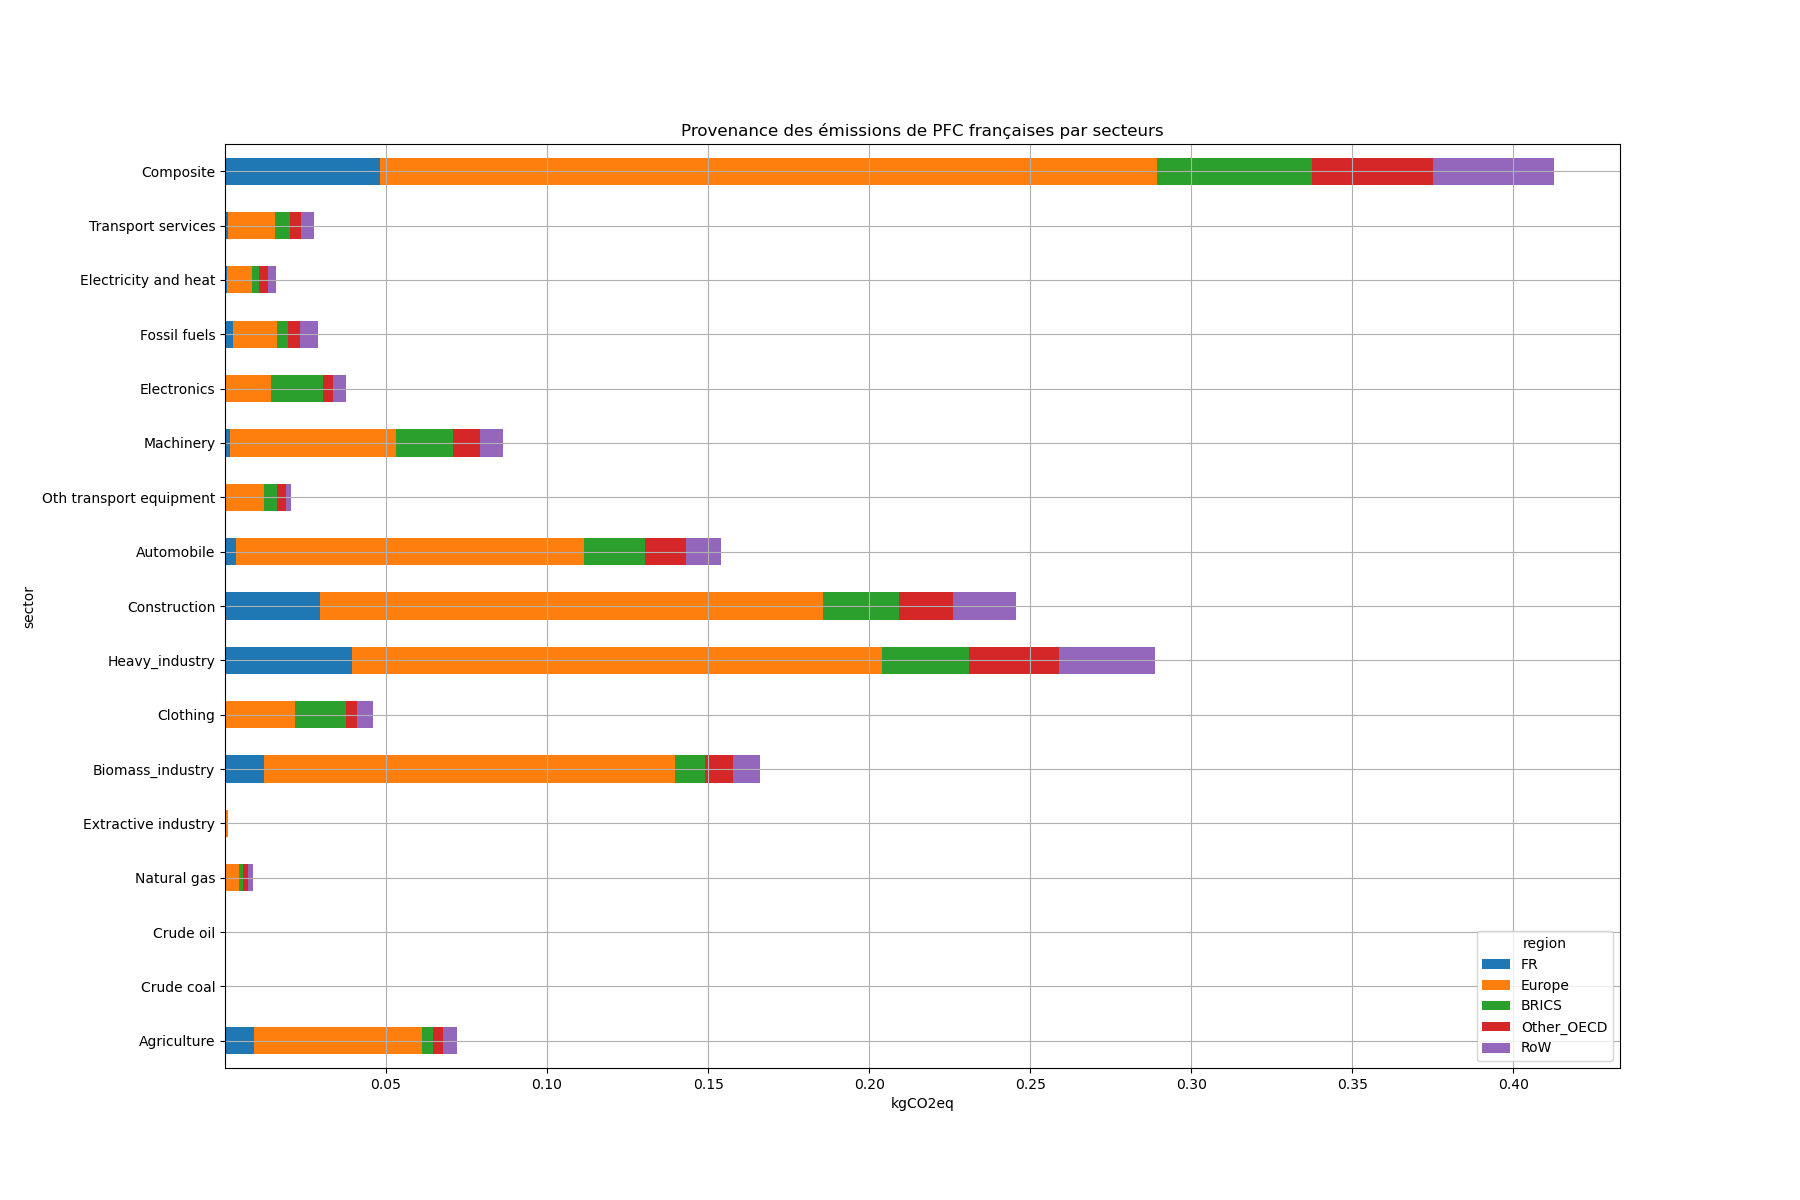 Provenance des émissions de PFC françaises par secteurs
sector
Composite
Transport services
Electricity and heat
Fossil fuels
Electronics
Machinery
Oth transport equipment
Automobile
Construction
Heavy_industry
Clothing
Biomass_industry
Extractive industry
Natural gas
Crude oil
Crude coal
Agriculture
region
FR
Europe
BRICS
Other_OECD
RoW
0.05 0.10 0.15 0.20 0.25 0.30 0.35 0.40
kgCO2eq